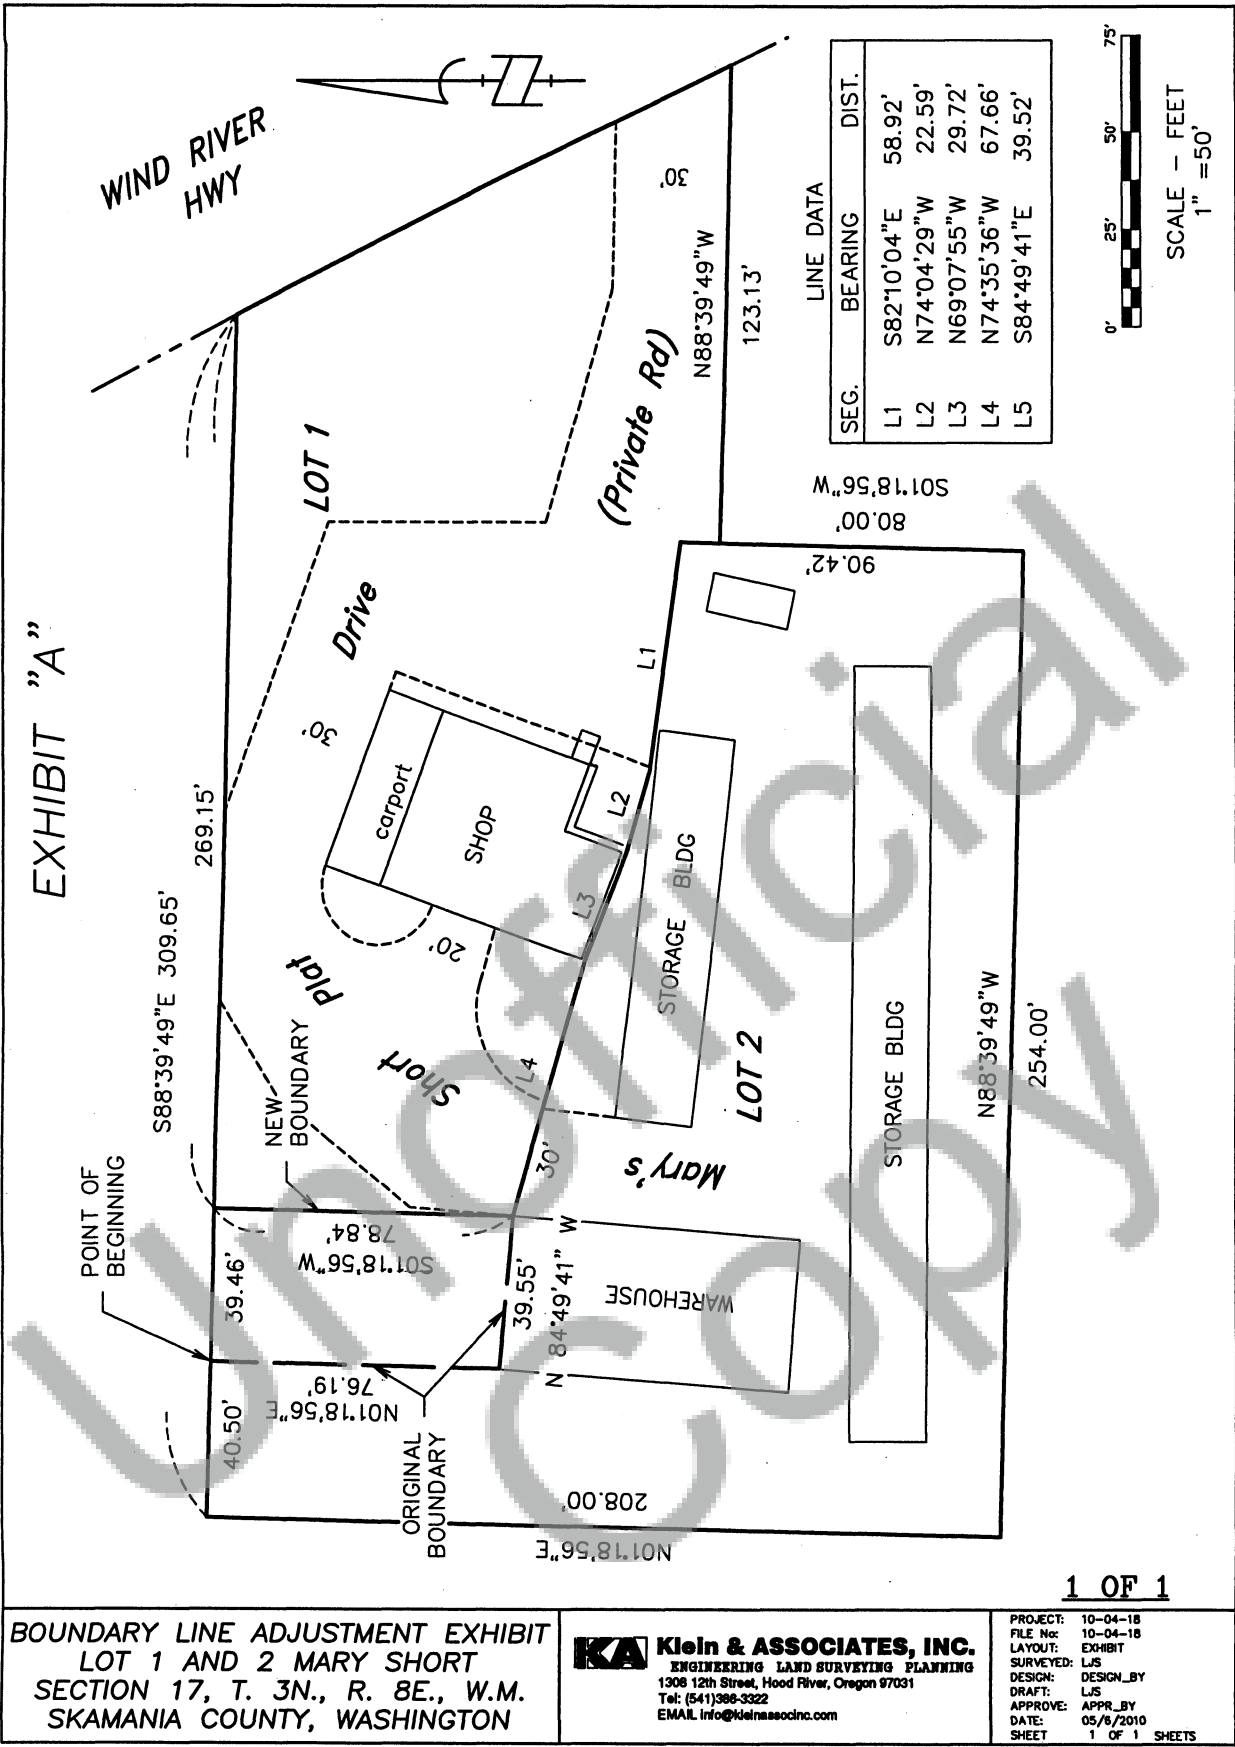 EXHIBIT "A"
WIND RIVER
HWY
LOT 1
30'
(Private Rd)
N88°39'49"W
123.13'
Drive
30'
269.15'
S88°39'49"E 309.65'
carport
SHOP
L1
L2
L3
L4
20'
Plat
Short
Mary's
NEW
BOUNDARY
POINT OF
BEGINNING
78.84'
S01°18'56"W
39.46'
40.50'
76.19'
N01°18'56"E
ORIGINAL
BOUNDARY
39.55'
N 84°49'41" W
30'
WAREHOUSE
STORAGE BLDG
LOT 2
STORAGE BLDG
N88°39'49"W
254.00'
208.00'
N01°18'56"E
S01°18'56"W
80.00'
90.42'
LINE DATA
SEG. BEARING DIST.
L1 S82°10'04"E 58.92'
L2 N74°04'29"W 22.59'
L3 N69°07'55"W 29.72'
L4 N74°35'36"W 67.66'
L5 S84°49'41"E 39.52'
0' 25' 50' 75'
SCALE - FEET
1" =50'
Unofficial
Copy
1 OF 1
BOUNDARY LINE ADJUSTMENT EXHIBIT
LOT 1 AND 2 MARY SHORT
SECTION 17, T. 3N., R. 8E., W.M.
SKAMANIA COUNTY, WASHINGTON
KA Klein & ASSOCIATES, INC.
ENGINEERING LAND SURVEYING PLANNING
1308 12th Street, Hood River, Oregon 97031
Tel: (541)386-3322
EMAIL info@kleinassocinc.com
PROJECT: 10-04-18
FILE No: 10-04-18
LAYOUT: EXHIBIT
SURVEYED: LJS
DESIGN: DESIGN_BY
DRAFT: LJS
APPROVE: APPR_BY
DATE: 05/6/2010
SHEET 1 OF 1 SHEETS